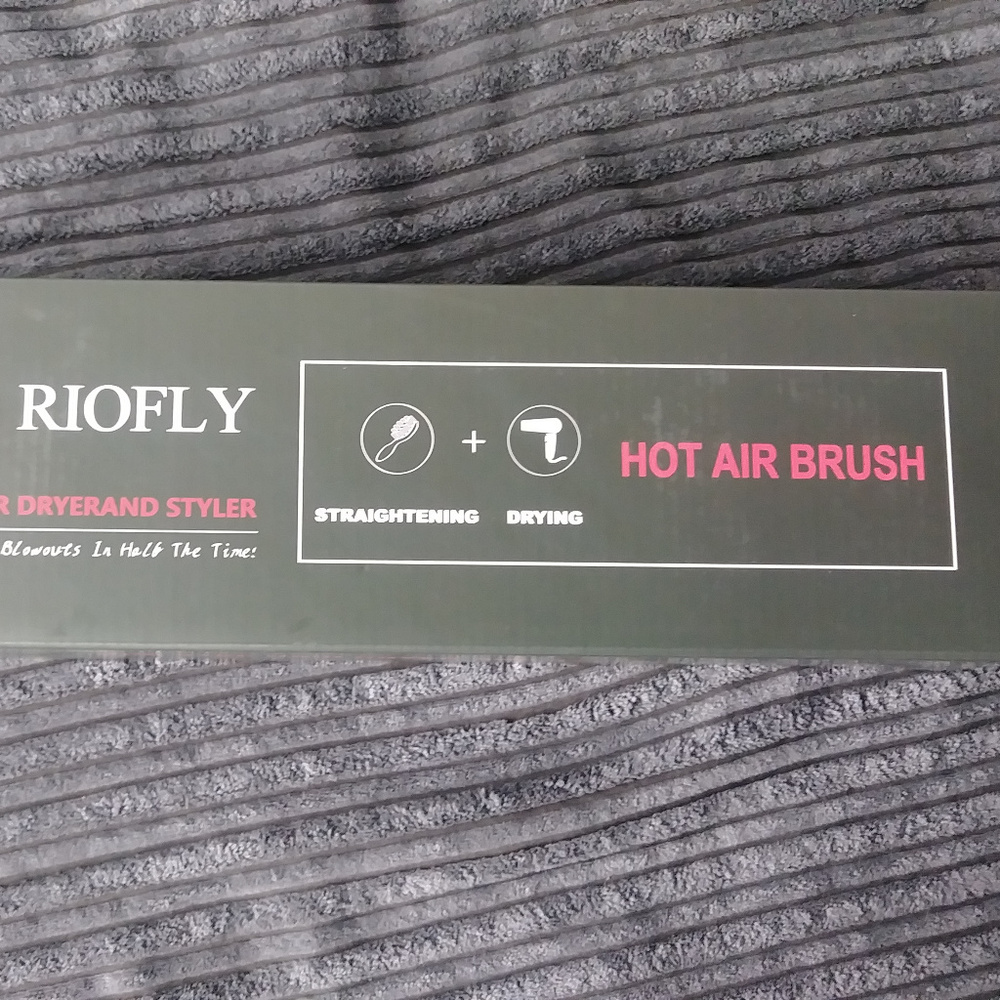 RIOFLY
R DRYERAND STYLER
Blowouts In Half The Time!
+
STRAIGHTENING DRYING
HOT AIR BRUSH